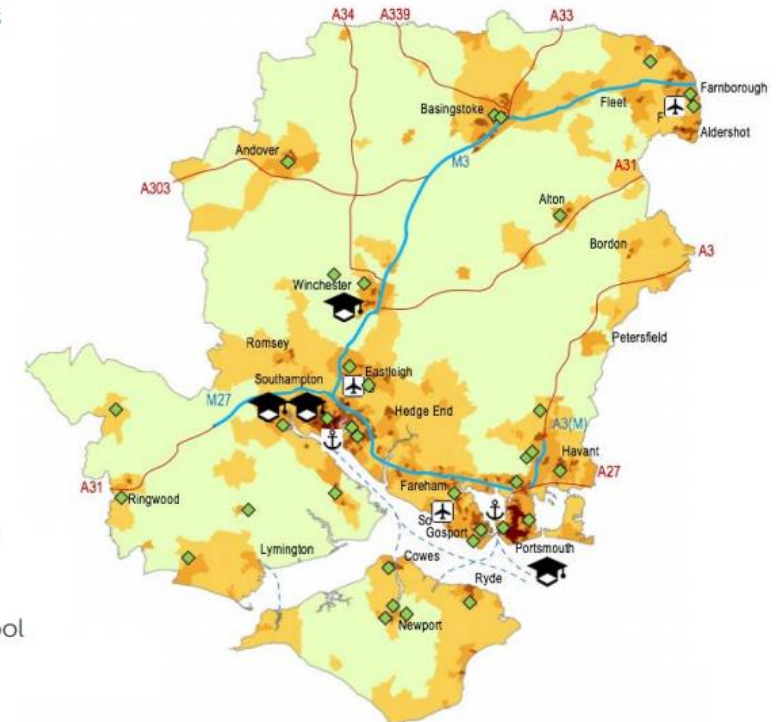 A34
A339
A33
Farnborough
Fleet
F
Basingstoke
Aldershot
Andover
M3
A31
A303
Alton
Bordon
A3
Winchester
Petersfield
Romsey
Eastleigh
Southampton
M27
Hedge End
A3(M)
Havant
A31
A27
Ringwood
Fareham
So
Gosport
Lymington
Portsmouth
Cowes
Ryde
Newport